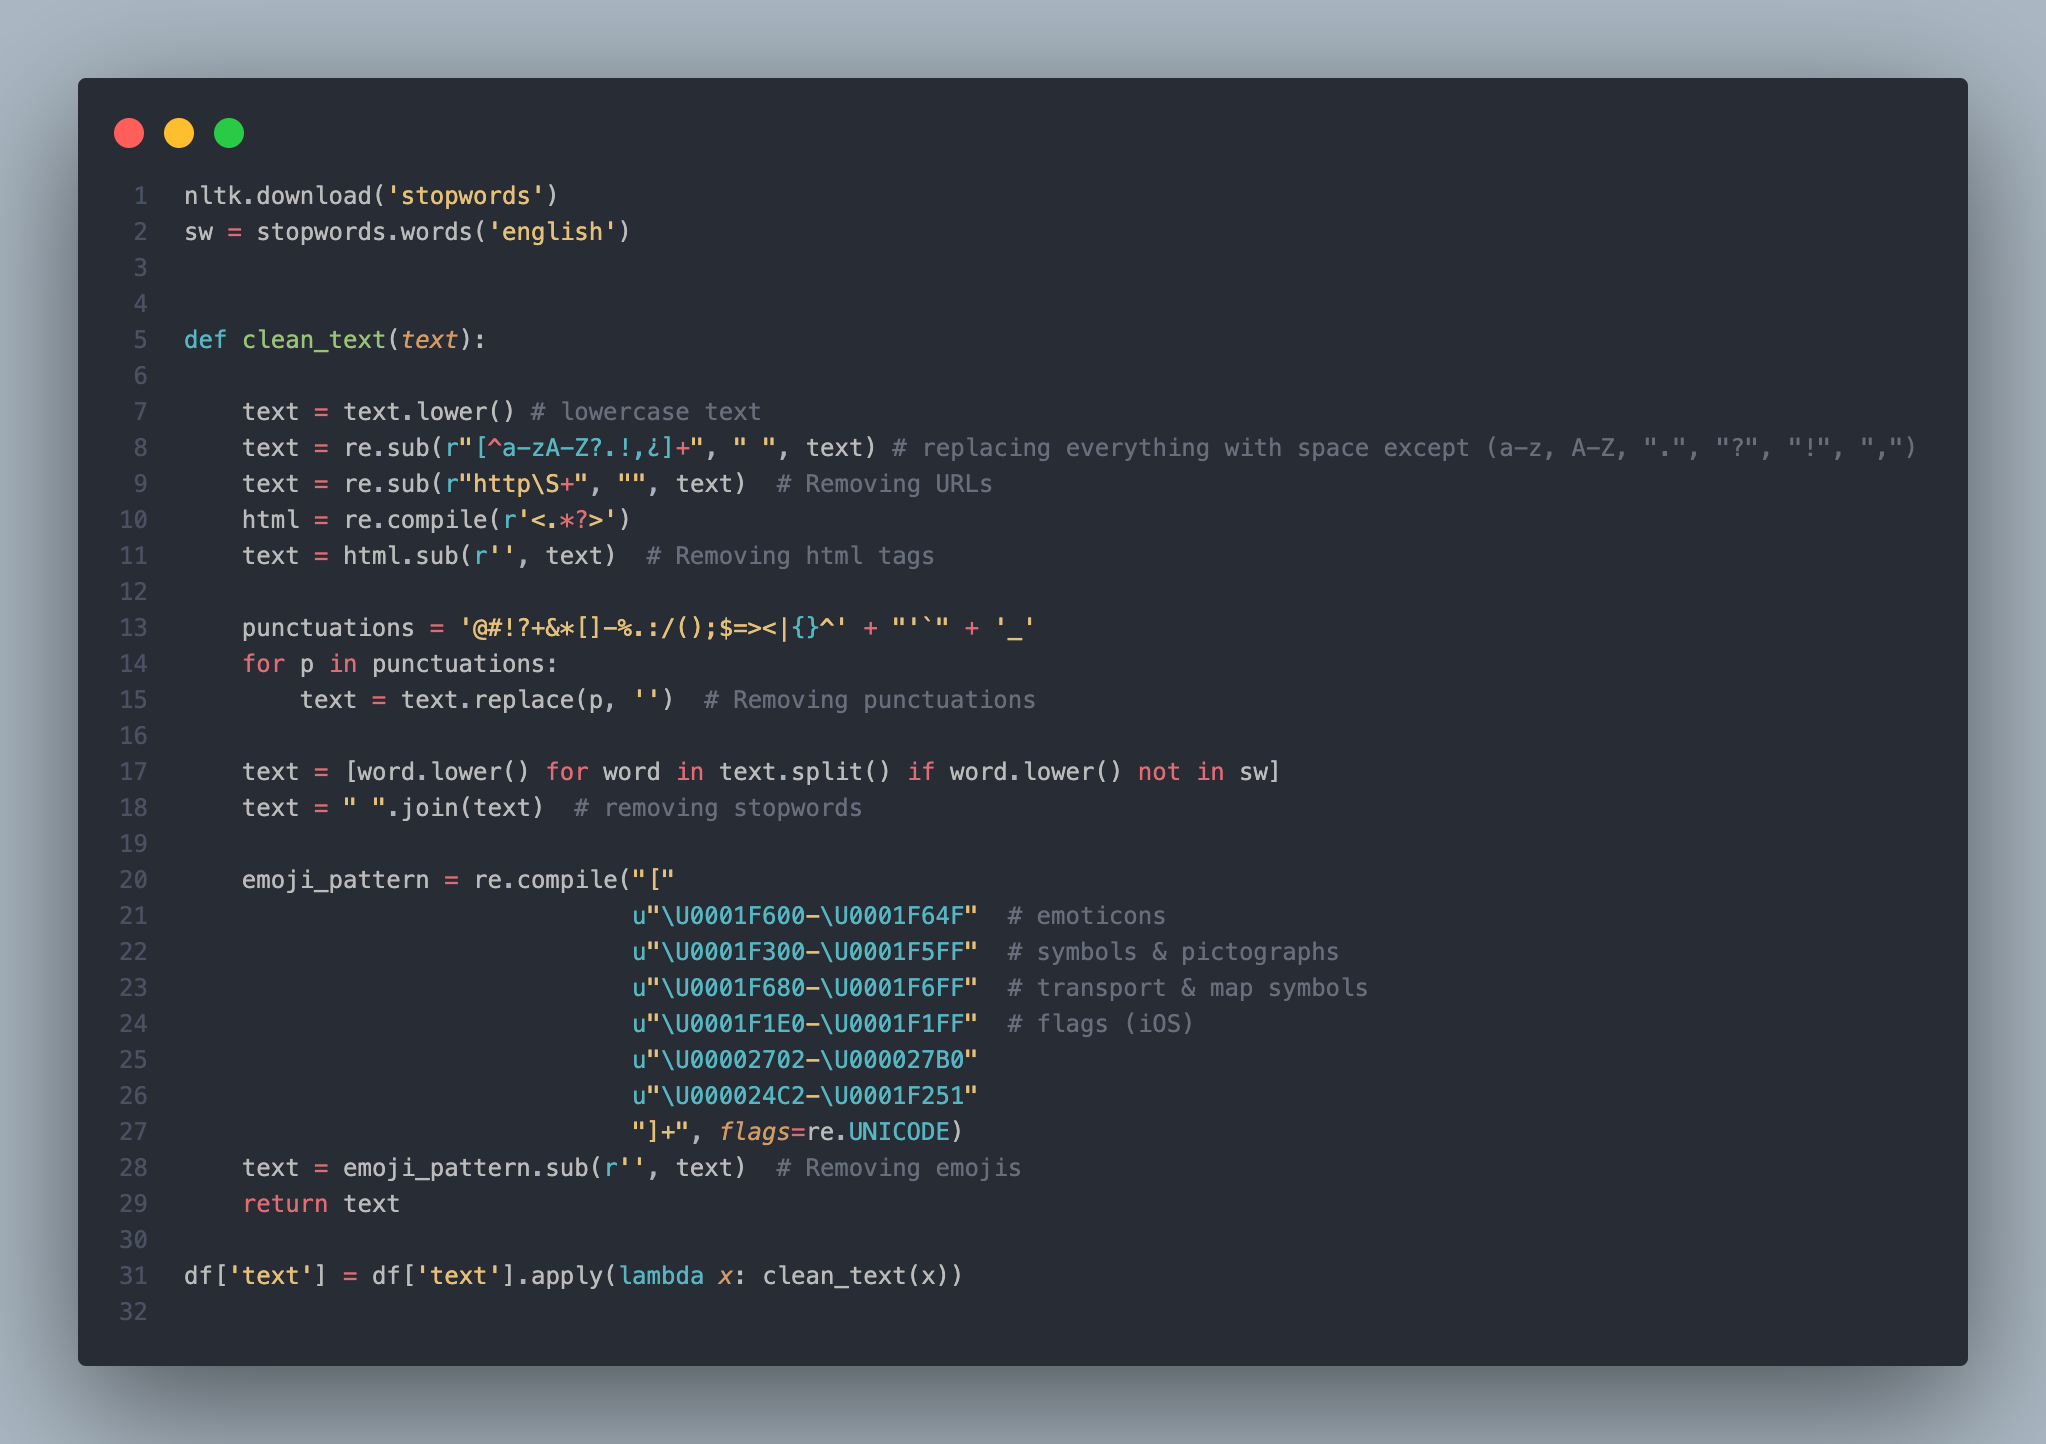 1 nltk.download('stopwords')
2 sw = stopwords.words('english')
3
4
5 def clean_text(text):
6
7     text = text.lower() # lowercase text
8     text = re.sub(r"[^a-zA-Z?.!,¿]+", " ", text) # replacing everything with space except (a-z, A-Z, ".", "?", "!", ",")
9     text = re.sub(r"http\S+", "", text)  # Removing URLs
10     html = re.compile(r'<.*?>')
11     text = html.sub(r'', text)  # Removing html tags
12
13     punctuations = '@#!?+&*[]-%.:/();$=><|{}^' + "'`" + '_'
14     for p in punctuations:
15         text = text.replace(p, '')  # Removing punctuations
16
17     text = [word.lower() for word in text.split() if word.lower() not in sw]
18     text = " ".join(text)  # removing stopwords
19
20     emoji_pattern = re.compile("["
21                                u"\U0001F600-\U0001F64F"  # emoticons
22                                u"\U0001F300-\U0001F5FF"  # symbols & pictographs
23                                u"\U0001F680-\U0001F6FF"  # transport & map symbols
24                                u"\U0001F1E0-\U0001F1FF"  # flags (iOS)
25                                u"\U00002702-\U000027B0"
26                                u"\U000024C2-\U0001F251"
27                                "]+", flags=re.UNICODE)
28     text = emoji_pattern.sub(r'', text)  # Removing emojis
29     return text
30
31 df['text'] = df['text'].apply(lambda x: clean_text(x))
32